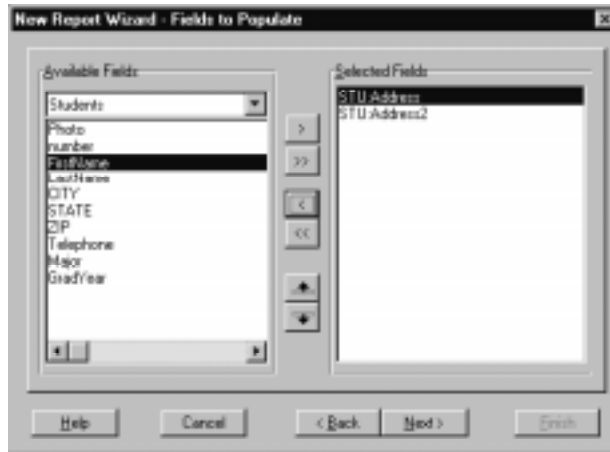 New Report Wizard - Fields to Populate
Available Fields
Students
Photo
number
FirstName
LastName
CITY
STATE
ZIP
Telephone
Major
GradYear
>
>>
<
<<
Selected Fields
STU:Address
STU:Address2
Help
Cancel
< Back
Next >
Finish